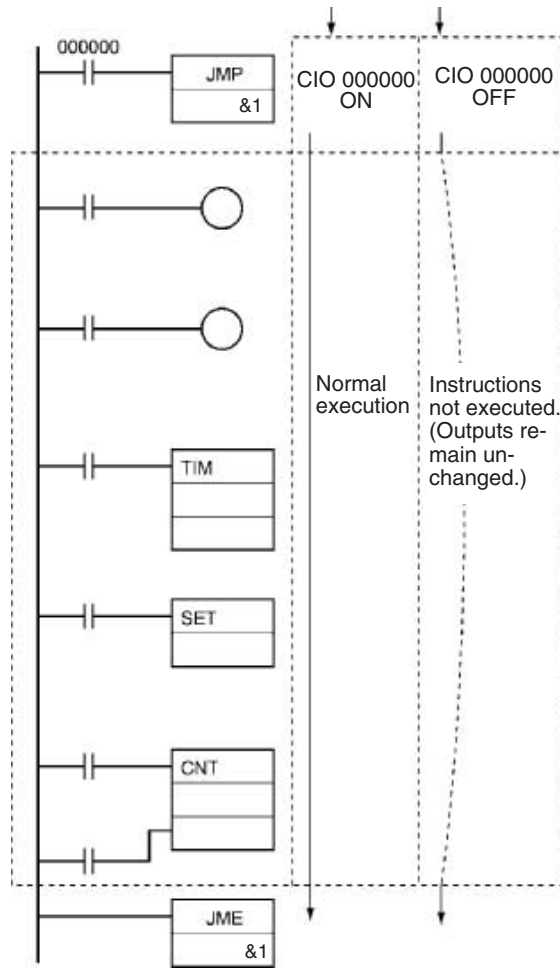 000000
JMP
&1
CIO 000000
ON
CIO 000000
OFF
Normal
execution
Instructions
not executed.
(Outputs re-
main un-
changed.)
TIM
SET
CNT
JME
&1